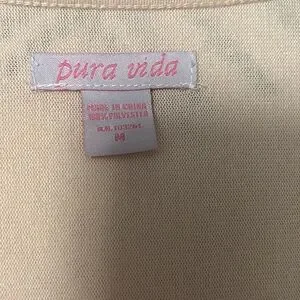 pura vida
MADE IN CHINA
100% POLYESTER
M